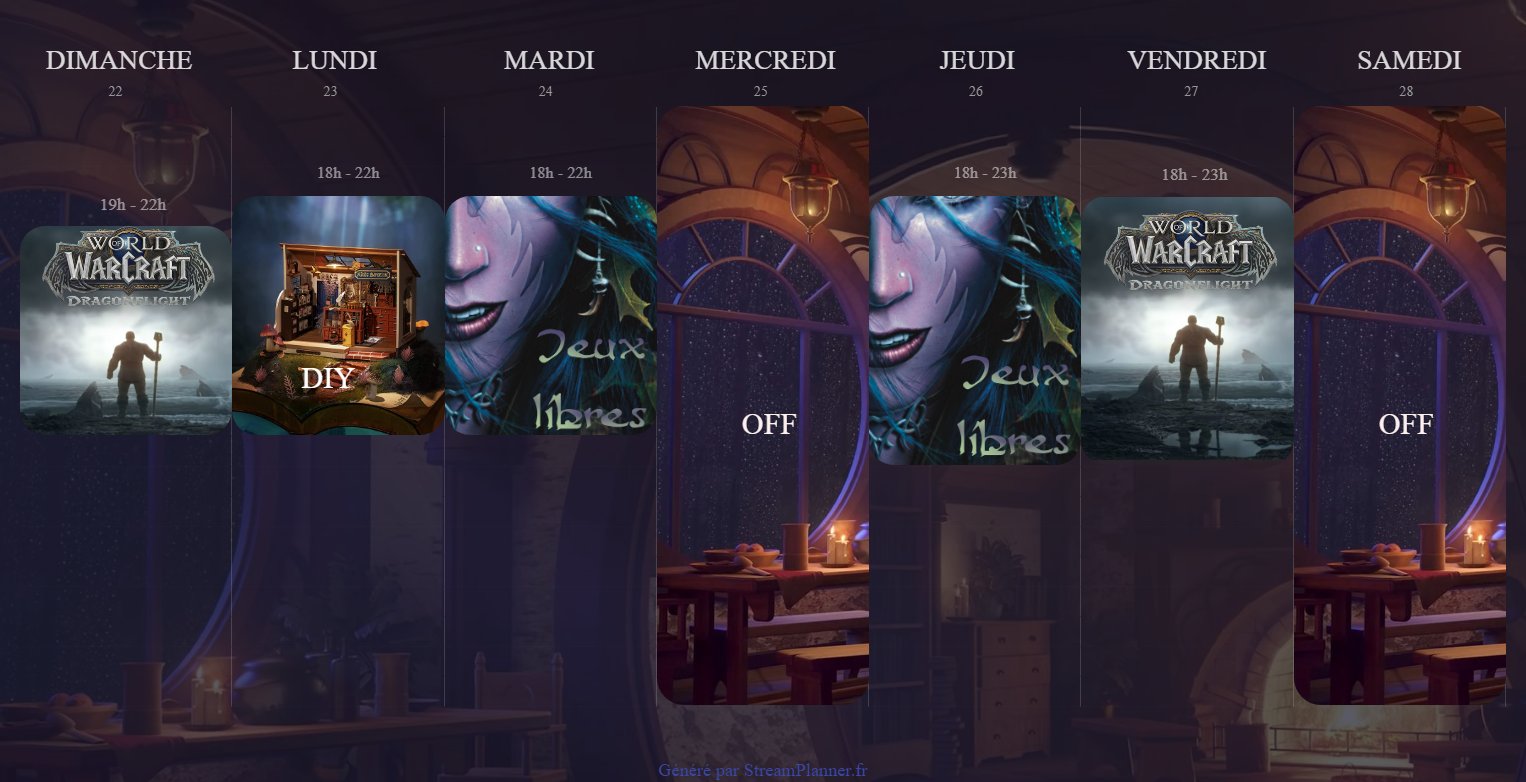 DIMANCHE
22
LUNDI
23
MARDI
24
MERCREDI
25
JEUDI
26
VENDREDI
27
SAMEDI
28
19h - 22h
WORLD
OF
WARCRAFT
DRAGONFLIGHT
18h - 22h
DIY
18h - 22h
Jeux
libres
OFF
18h - 23h
Jeux
libres
18h - 23h
WORLD
OF
WARCRAFT
DRAGONFLIGHT
OFF
Généré par StreamPlanner.fr